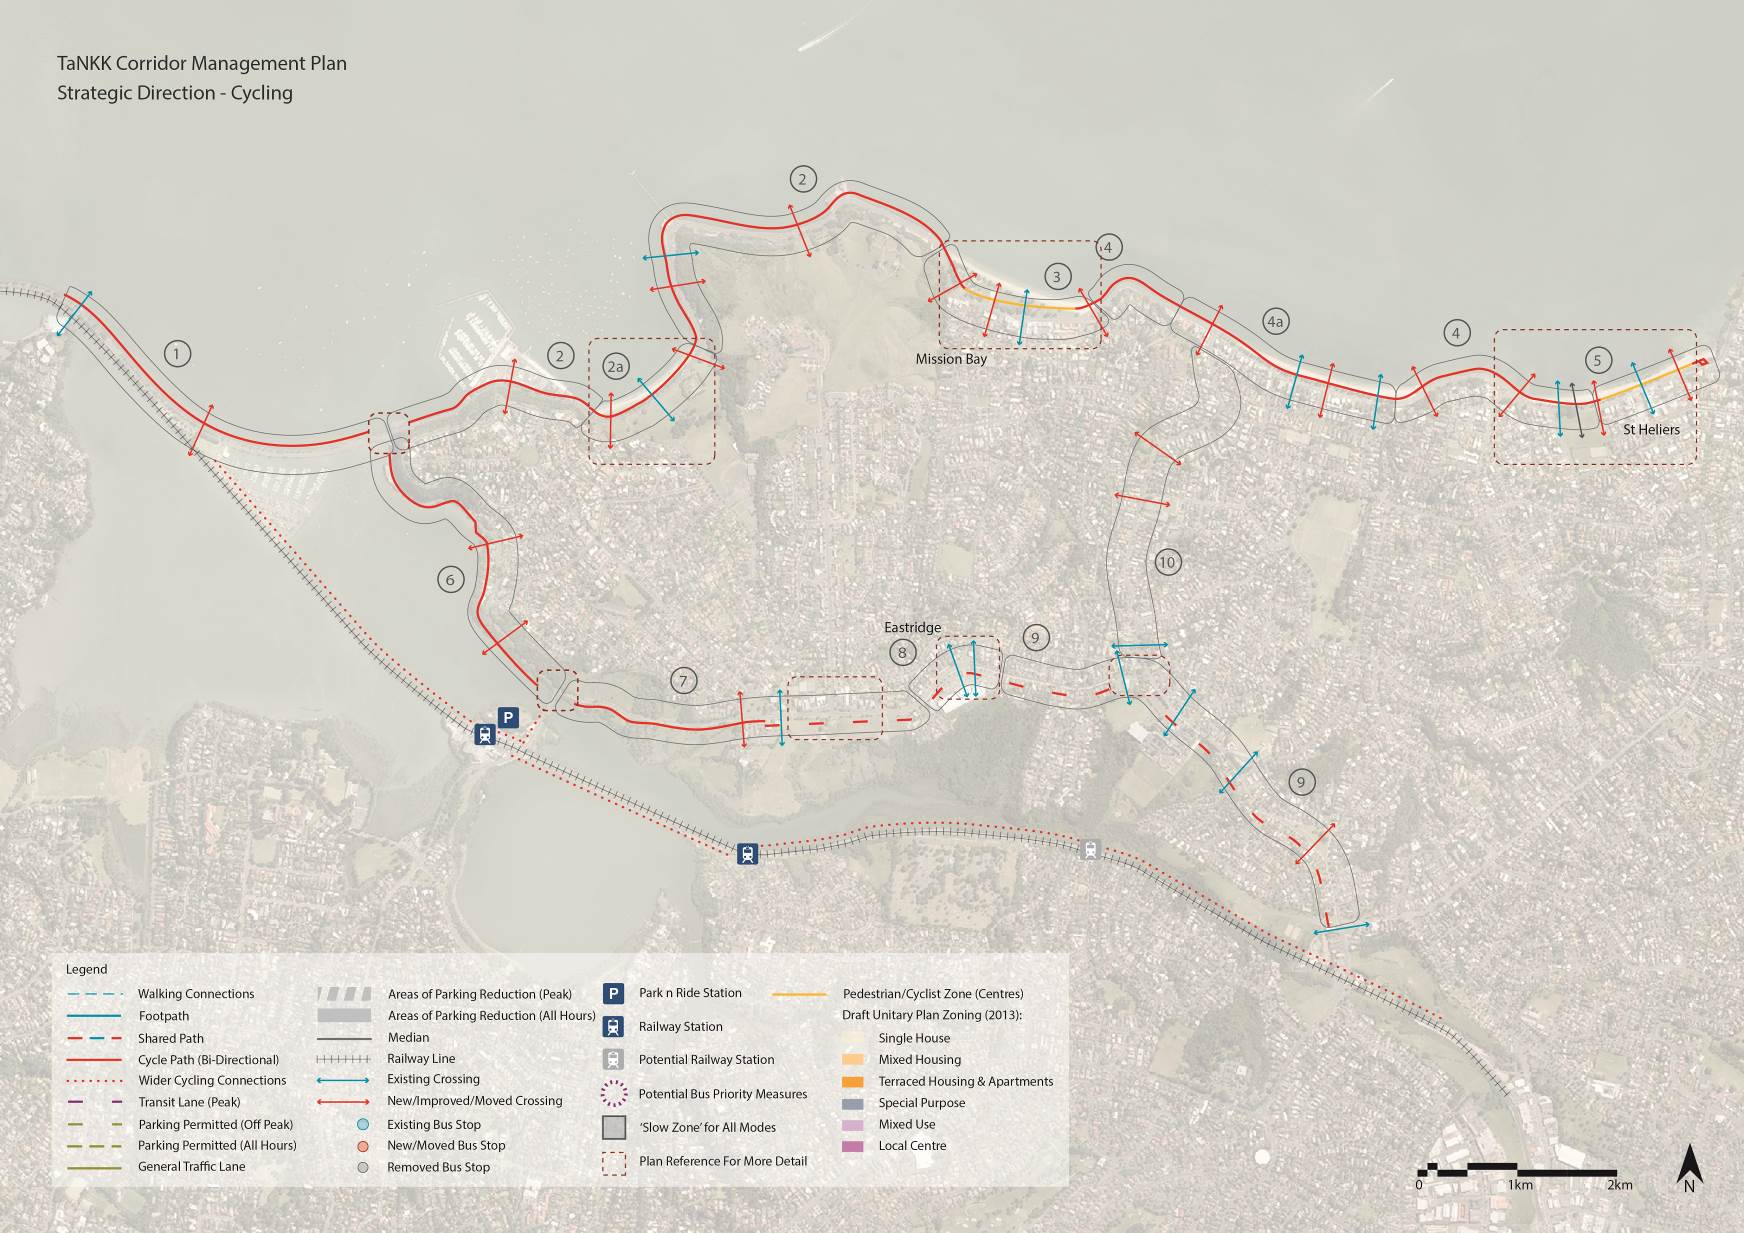 TaNKK Corridor Management Plan
Strategic Direction - Cycling
2
4
3
4a
4
1
2
2a
5
Mission Bay
St Heliers
10
6
Eastridge
8
9
7
P
9
Legend
Walking Connections
Footpath
Shared Path
Cycle Path (Bi-Directional)
Wider Cycling Connections
Transit Lane (Peak)
Parking Permitted (Off Peak)
Parking Permitted (All Hours)
General Traffic Lane
Areas of Parking Reduction (Peak)
Areas of Parking Reduction (All Hours)
Median
Railway Line
Existing Crossing
New/Improved/Moved Crossing
Existing Bus Stop
New/Moved Bus Stop
Removed Bus Stop
P
Park n Ride Station
Railway Station
Potential Railway Station
Potential Bus Priority Measures
'Slow Zone' for All Modes
Plan Reference For More Detail
Pedestrian/Cyclist Zone (Centres)
Draft Unitary Plan Zoning (2013):
Single House
Mixed Housing
Terraced Housing & Apartments
Special Purpose
Mixed Use
Local Centre
0 1km 2km
N